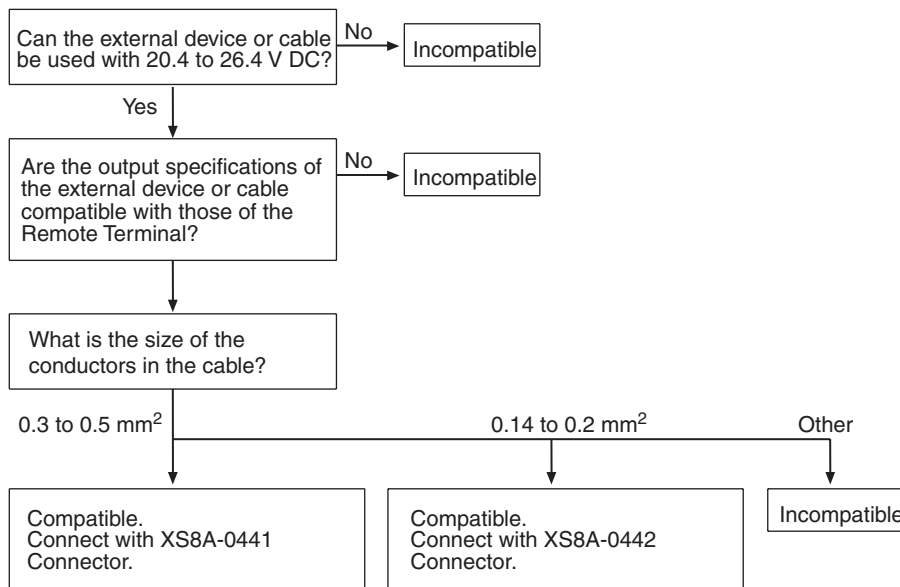 Can the external device or cable
be used with 20.4 to 26.4 V DC?
No
Incompatible
Yes
Are the output specifications of
the external device or cable
compatible with those of the
Remote Terminal?
No
Incompatible
What is the size of the
conductors in the cable?
0.3 to 0.5 mm²
0.14 to 0.2 mm²
Other
Compatible.
Connect with XS8A-0441
Connector.
Compatible.
Connect with XS8A-0442
Connector.
Incompatible